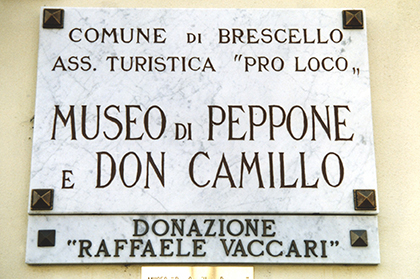 COMUNE DI BRESCELLO
ASS. TURISTICA "PRO LOCO„
MUSEO DI PEPPONE
E DON CAMILLO
DONAZIONE
"RAFFAELE VACCARI"